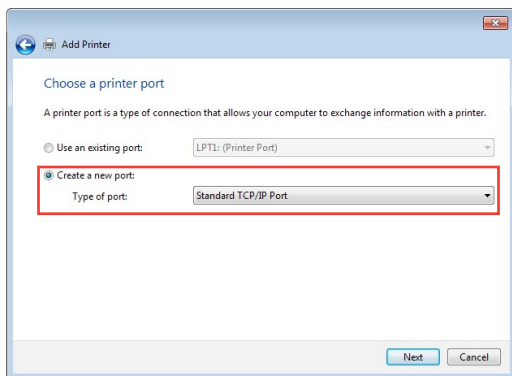 Add Printer
Choose a printer port
A printer port is a type of connection that allows your computer to exchange information with a printer.
Use an existing port: LPT1: (Printer Port)
Create a new port:
Type of port: Standard TCP/IP Port
Next Cancel